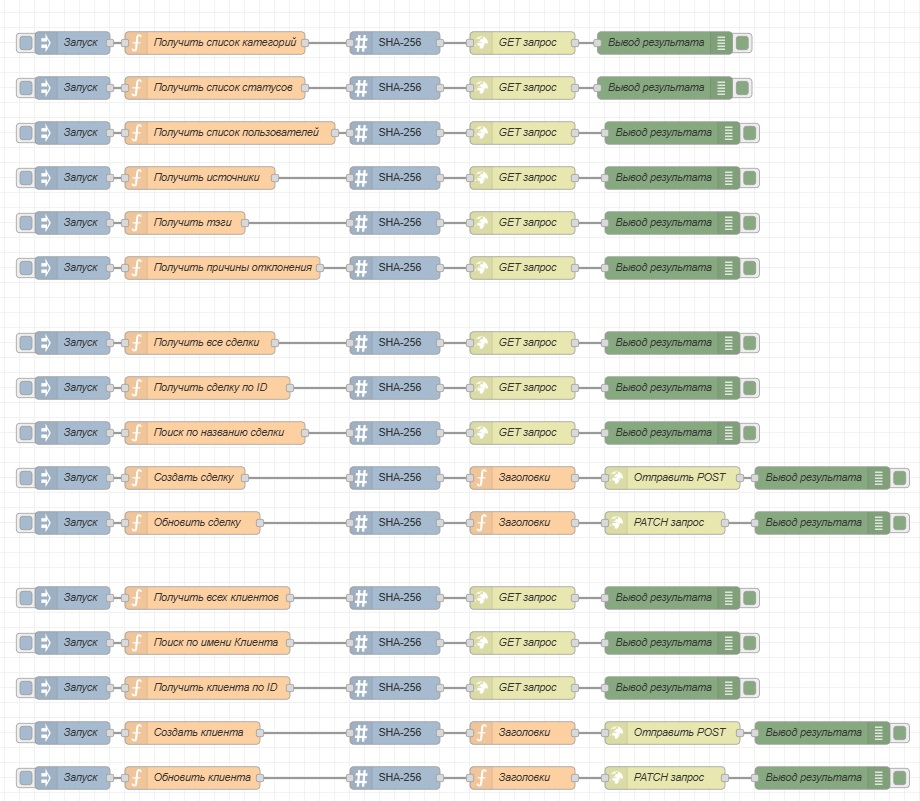 Запуск Получить список категорий SHA-256 GET запрос Вывод результата
Запуск Получить список статусов SHA-256 GET запрос Вывод результата
Запуск Получить список пользователей SHA-256 GET запрос Вывод результата
Запуск Получить источники SHA-256 GET запрос Вывод результата
Запуск Получить тэги SHA-256 GET запрос Вывод результата
Запуск Получить причины отклонения SHA-256 GET запрос Вывод результата
Запуск Получить все сделки SHA-256 GET запрос Вывод результата
Запуск Получить сделку по ID SHA-256 GET запрос Вывод результата
Запуск Поиск по названию сделки SHA-256 GET запрос Вывод результата
Запуск Создать сделку SHA-256 Заголовки Отправить POST Вывод результата
Запуск Обновить сделку SHA-256 Заголовки PATCH запрос Вывод результата
Запуск Получить всех клиентов SHA-256 GET запрос Вывод результата
Запуск Поиск по имени Клиента SHA-256 GET запрос Вывод результата
Запуск Получить клиента по ID SHA-256 GET запрос Вывод результата
Запуск Создать клиента SHA-256 Заголовки Отправить POST Вывод результата
Запуск Обновить клиента SHA-256 Заголовки PATCH запрос Вывод результата